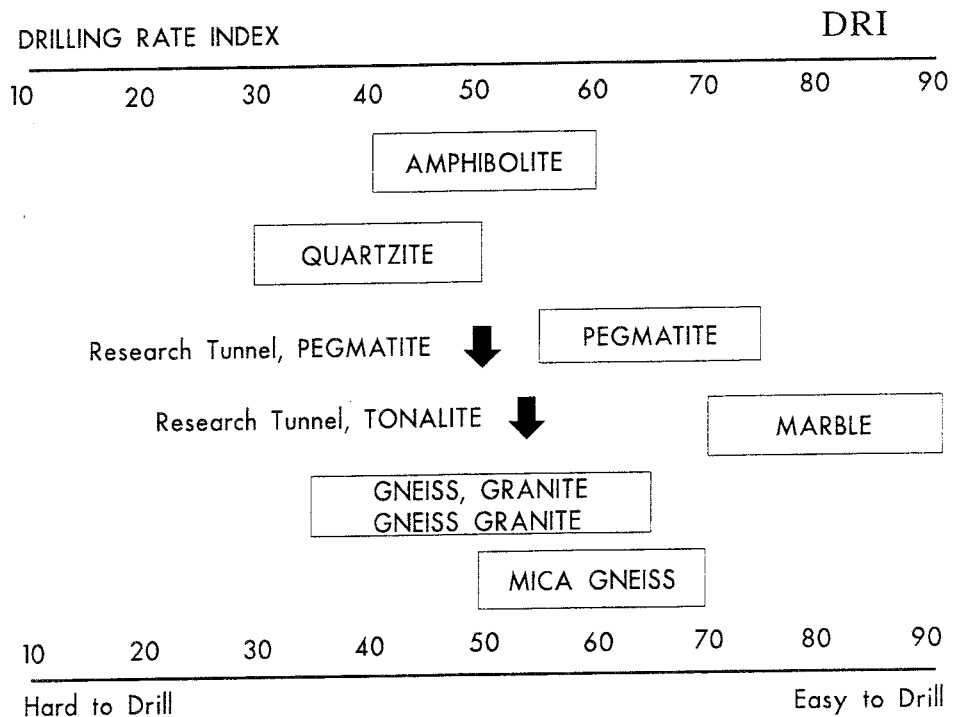 DRILLING RATE INDEX DRI
10 20 30 40 50 60 70 80 90
AMPHIBOLITE
QUARTZITE
Research Tunnel, PEGMATITE
PEGMATITE
Research Tunnel, TONALITE
MARBLE
GNEISS, GRANITE
GNEISS GRANITE
MICA GNEISS
10 20 30 40 50 60 70 80 90
Hard to Drill Easy to Drill